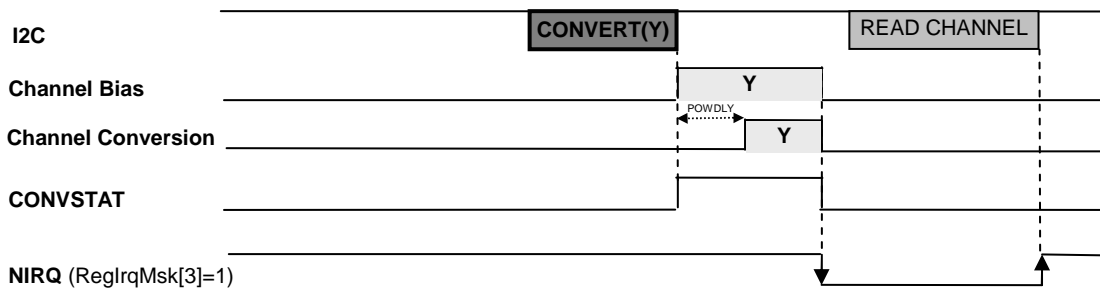 I2C CONVERT(Y) READ CHANNEL
Channel Bias Y
POWDLY
Channel Conversion Y
CONVSTAT
NIRQ (RegIrqMsk[3]=1)